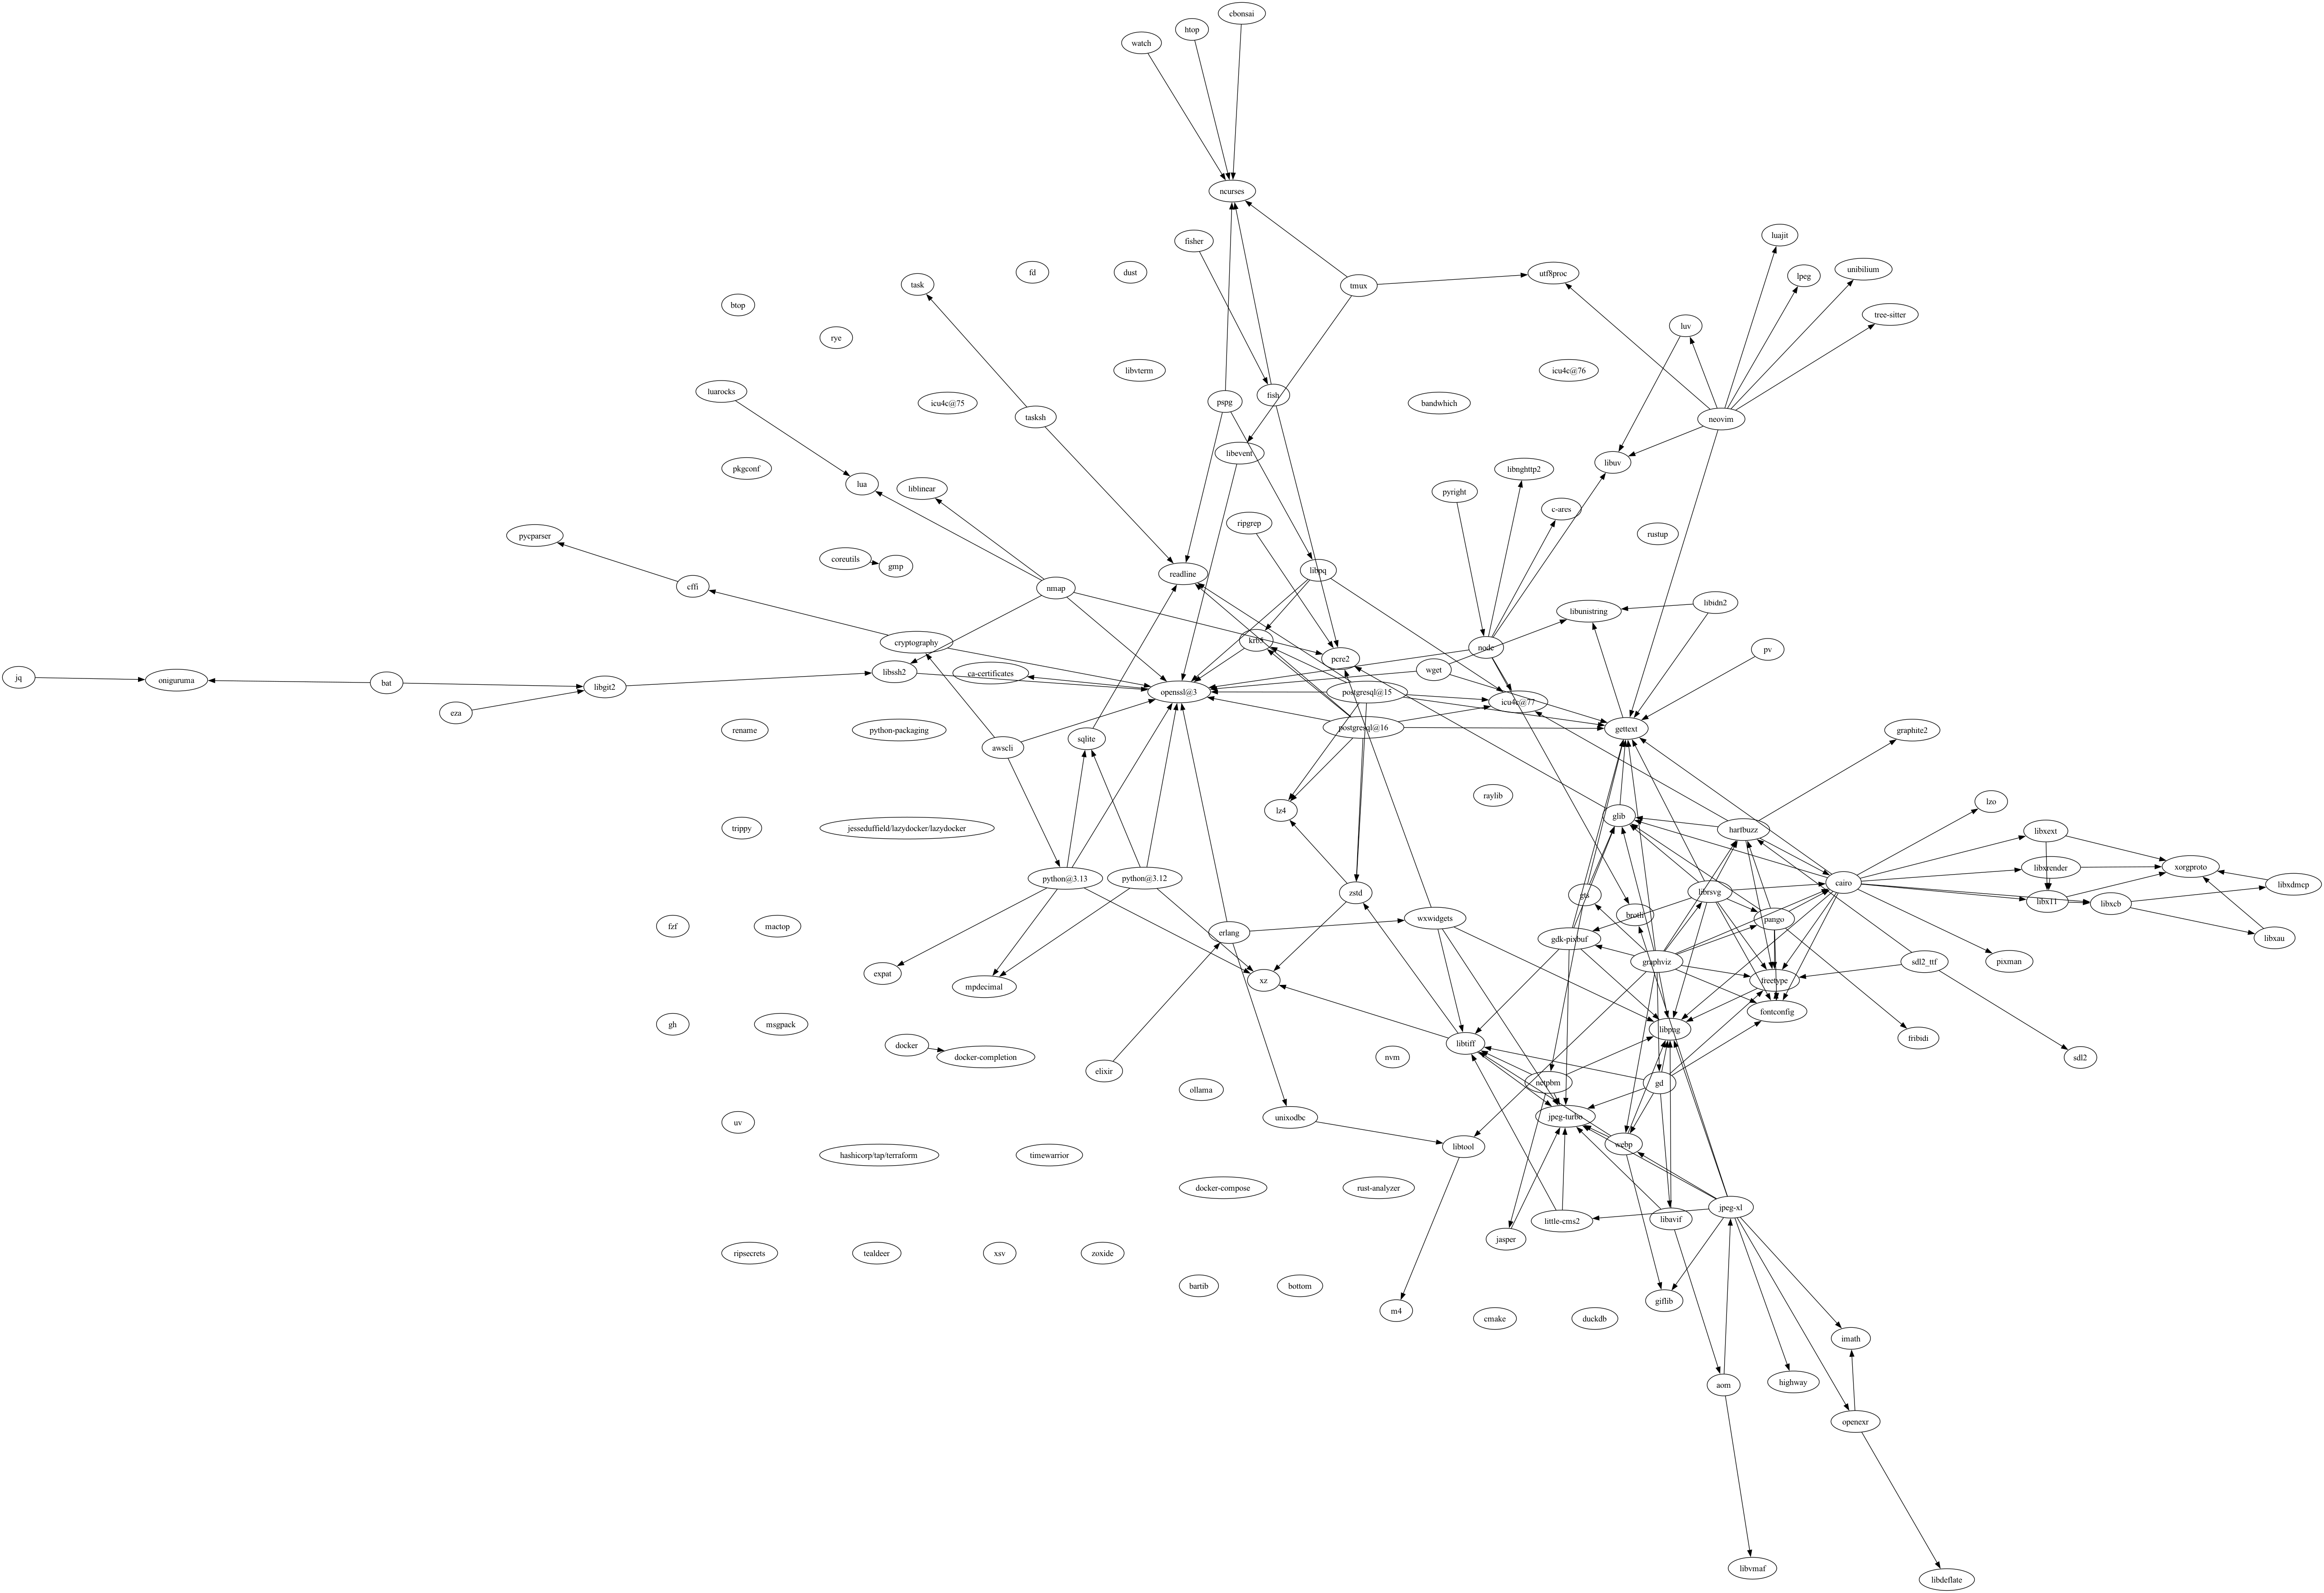 cbonsai
htop
watch
ncurses
luajit
fisher
unibilium
fd
dust
utf8proc
lpeg
task
tmux
btop
tree-sitter
luv
rye
libvterm
icu4c@76
luarocks
fish
icu4c@75
pspg
bandwhich
tasksh
neovim
libevent
libuv
pkgconf
libnghttp2
lua
liblinear
pyright
c-ares
ripgrep
rustup
pycparser
coreutils
gmp
libpq
readline
cffi
nmap
libidn2
libunistring
cryptography
krb5
node
pv
pcre2
wget
libssh2
ca-certificates
jq
oniguruma
bat
libgit2
openssl@3
postgresql@15
icu4c@77
eza
postgresql@16
gettext
rename
python-packaging
graphite2
sqlite
awscli
raylib
lzo
lz4
glib
trippy
jesseduffield/lazydocker/lazydocker
harfbuzz
libxext
libxrender
xorgproto
python@3.13
python@3.12
cairo
libxdmcp
zstd
gts
librsvg
libx11
libxcb
brotli
wxwidgets
pango
fzf
mactop
erlang
gdk-pixbuf
libxau
graphviz
sdl2_ttf
pixman
expat
xz
freetype
mpdecimal
fontconfig
gh
msgpack
libpng
fribidi
docker
libtiff
docker-completion
nvm
sdl2
elixir
netpbm
gd
ollama
unixodbc
jpeg-turbo
uv
webp
libtool
hashicorp/tap/terraform
timewarrior
docker-compose
rust-analyzer
jpeg-xl
little-cms2
libavif
jasper
ripsecrets
tealdeer
xsv
zoxide
bartib
bottom
giflib
m4
cmake
duckdb
imath
aom
highway
openexr
libvmaf
libdeflate